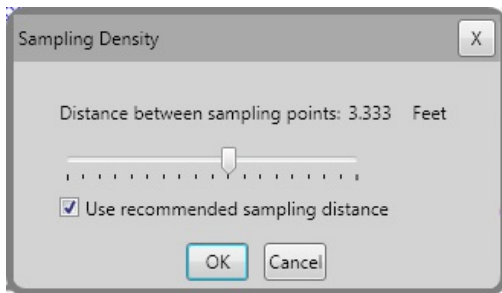 Sampling Density X
Distance between sampling points: 3.333 Feet
Use recommended sampling distance
OK Cancel